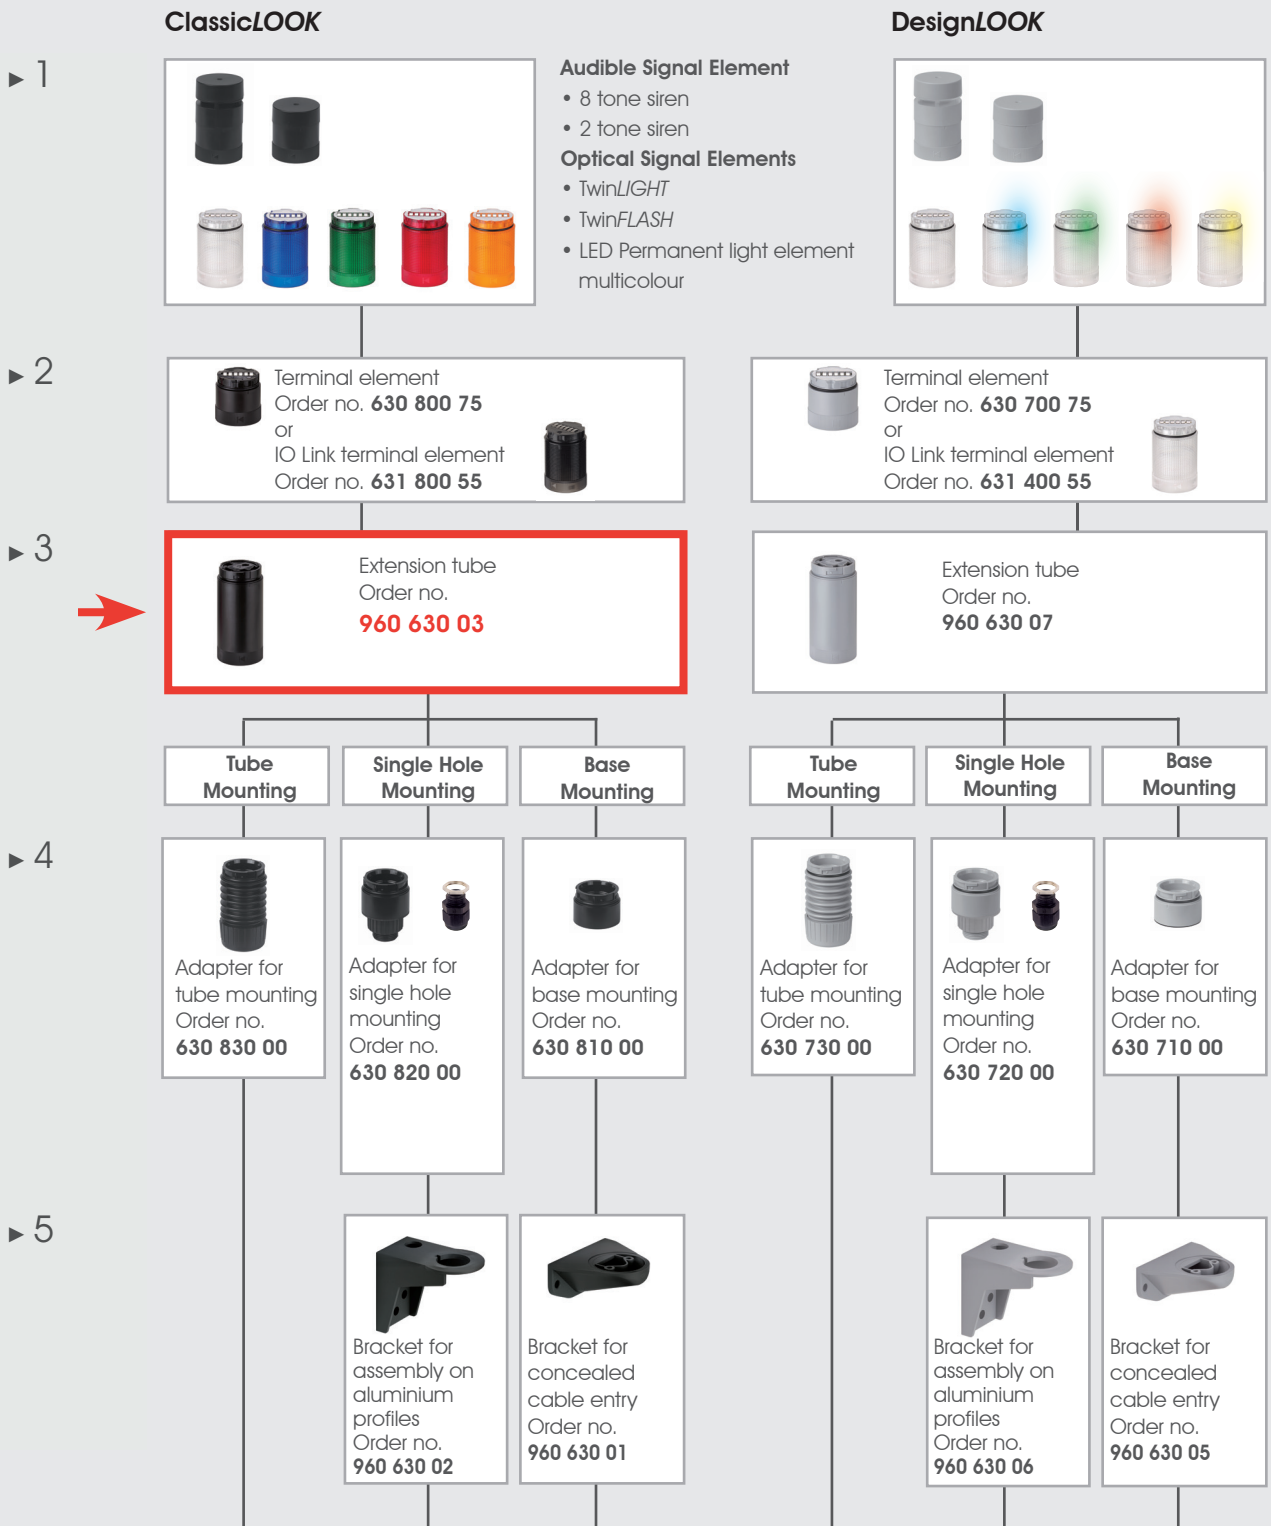 ClassicLOOK
DesignLOOK
► 1
Audible Signal Element
• 8 tone siren
• 2 tone siren
Optical Signal Elements
• TwinLIGHT
• TwinFLASH
• LED Permanent light element
multicolour
► 2
Terminal element
Order no. 630 800 75
or
IO Link terminal element
Order no. 631 800 55
Terminal element
Order no. 630 700 75
or
IO Link terminal element
Order no. 631 400 55
► 3
Extension tube
Order no.
960 630 03
Extension tube
Order no.
960 630 07
Tube
Mounting
Single Hole
Mounting
Base
Mounting
Tube
Mounting
Single Hole
Mounting
Base
Mounting
► 4
Adapter for
tube mounting
Order no.
630 830 00
Adapter for
single hole
mounting
Order no.
630 820 00
Adapter for
base mounting
Order no.
630 810 00
Adapter for
tube mounting
Order no.
630 730 00
Adapter for
single hole
mounting
Order no.
630 720 00
Adapter for
base mounting
Order no.
630 710 00
► 5
Bracket for
assembly on
aluminium
profiles
Order no.
960 630 02
Bracket for
concealed
cable entry
Order no.
960 630 01
Bracket for
assembly on
aluminium
profiles
Order no.
960 630 06
Bracket for
concealed
cable entry
Order no.
960 630 05